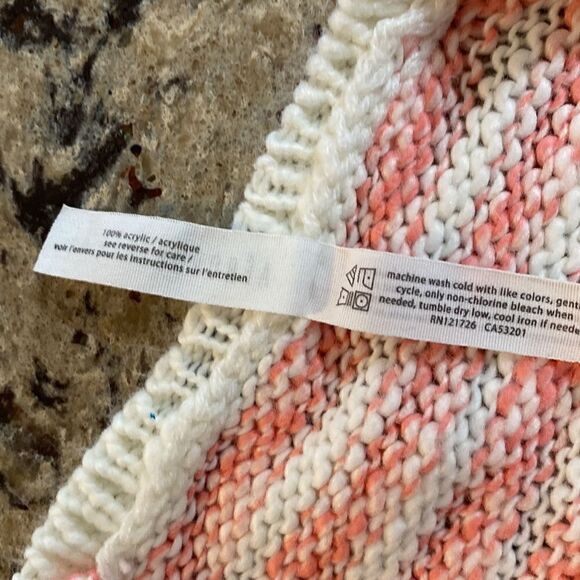 100% acrylic / acrylique
see reverse for care /
voir l'envers pour les instructions sur l'entretien
machine wash cold with like colors, gent
cycle, only non-chlorine bleach when
needed, tumble dry low, cool iron if neede
RN121726 CA53201